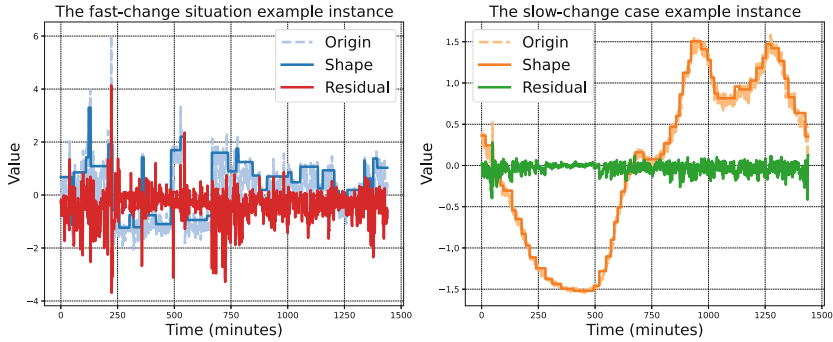 The fast-change situation example instance
Origin
Shape
Residual
Value
6
4
2
0
−2
−4
0
250
500
750
1000
1250
1500
Time (minutes)
The slow-change case example instance
Origin
Shape
Residual
Value
1.5
1.0
0.5
0.0
−0.5
−1.0
−1.5
0
250
500
750
1000
1250
1500
Time (minutes)